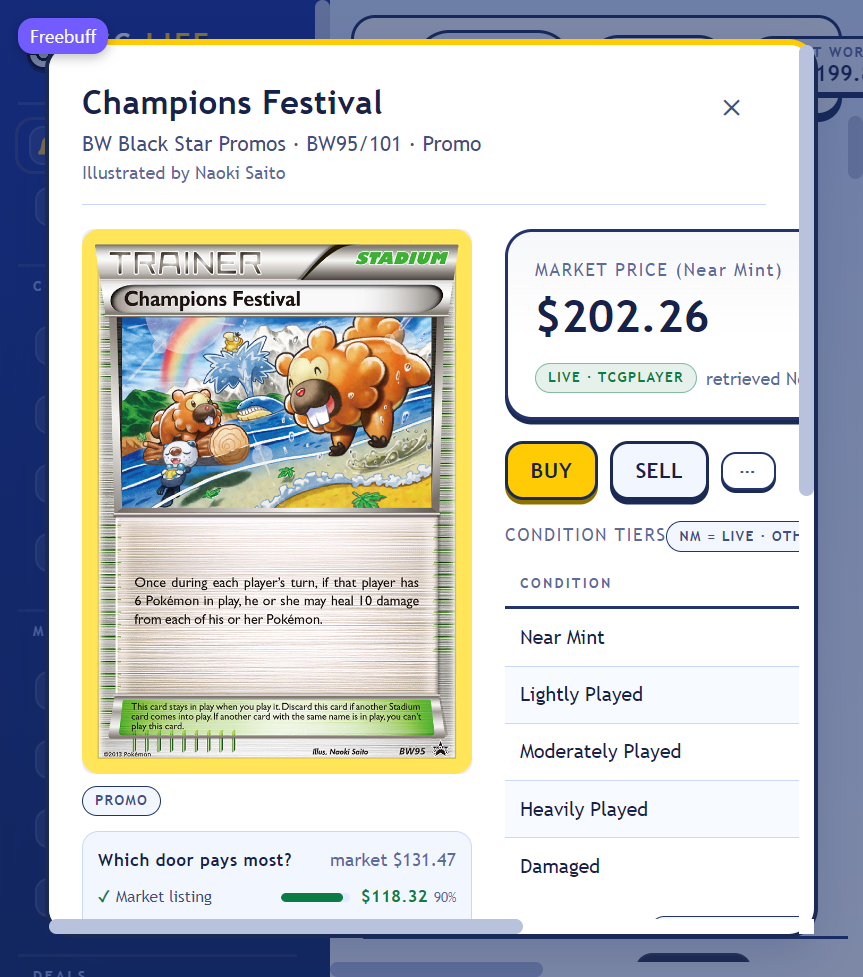 Freebuff
Champions Festival
BW Black Star Promos · BW95/101 · Promo
Illustrated by Naoki Saito
TRAINER
STADIUM
Champions Festival
Once during each player's turn, if that player has
6 Pokémon in play, he or she may heal 10 damage
from each of his or her Pokémon.
This card stays in play when you play it. Discard this card if another Stadium
card comes into play. If another card with the same name is in play, you can't
play this card.
©2013 Pokémon
Illus. Naoki Saito
BW95
PROMO
Which door pays most?
market $131.47
✓ Market listing
$118.32 90%
MARKET PRICE (Near Mint)
$202.26
LIVE · TCGPLAYER
retrieved
BUY
SELL
...
CONDITION TIERS
NM = LIVE · OTH
CONDITION
Near Mint
Lightly Played
Moderately Played
Heavily Played
Damaged
DEALS